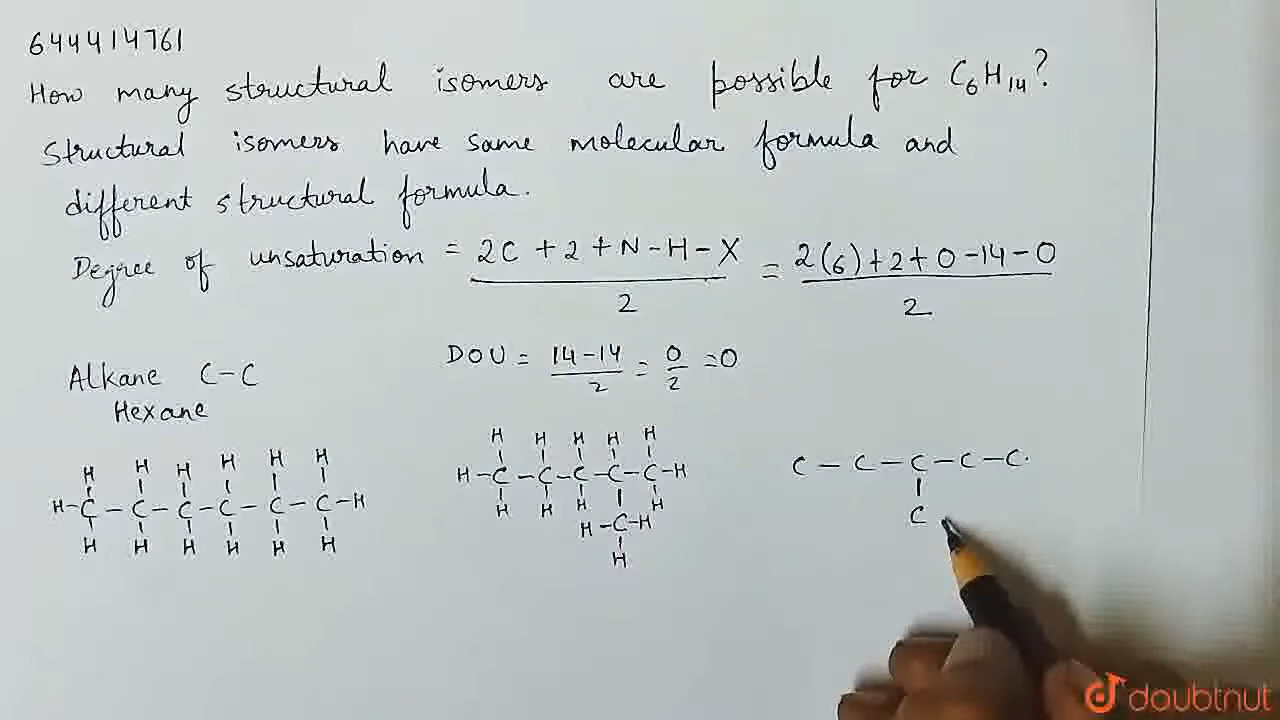 644414761
How many structural isomers are possible for C6H14?
Structural isomers have same molecular formula and
different structural formula.
Degree of unsaturation = 2C + 2 + N - H - X / 2 = 2(6) + 2 + 0 - 14 - 0 / 2
DOU = 14 - 14 / 2 = 0 / 2 = 0
Alkane C-C
Hexane
H H H H H H
H-C-C-C-C-C-C-H
H H H H H H
H H H H H
H-C-C-C-C-C-H
H H H H
H-C-H
H
C-C-C-C-C.
C
doubtnut